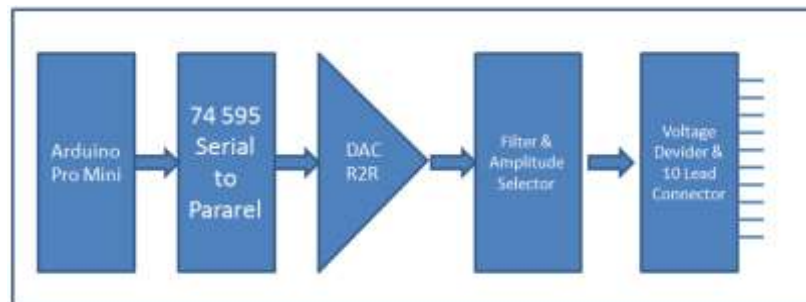 Arduino
Pro Mini
74 595
Serial
to
Pararel
DAC
R2R
Filter &
Amplitude
Selector
Voltage
Devider &
10 Lead
Connector